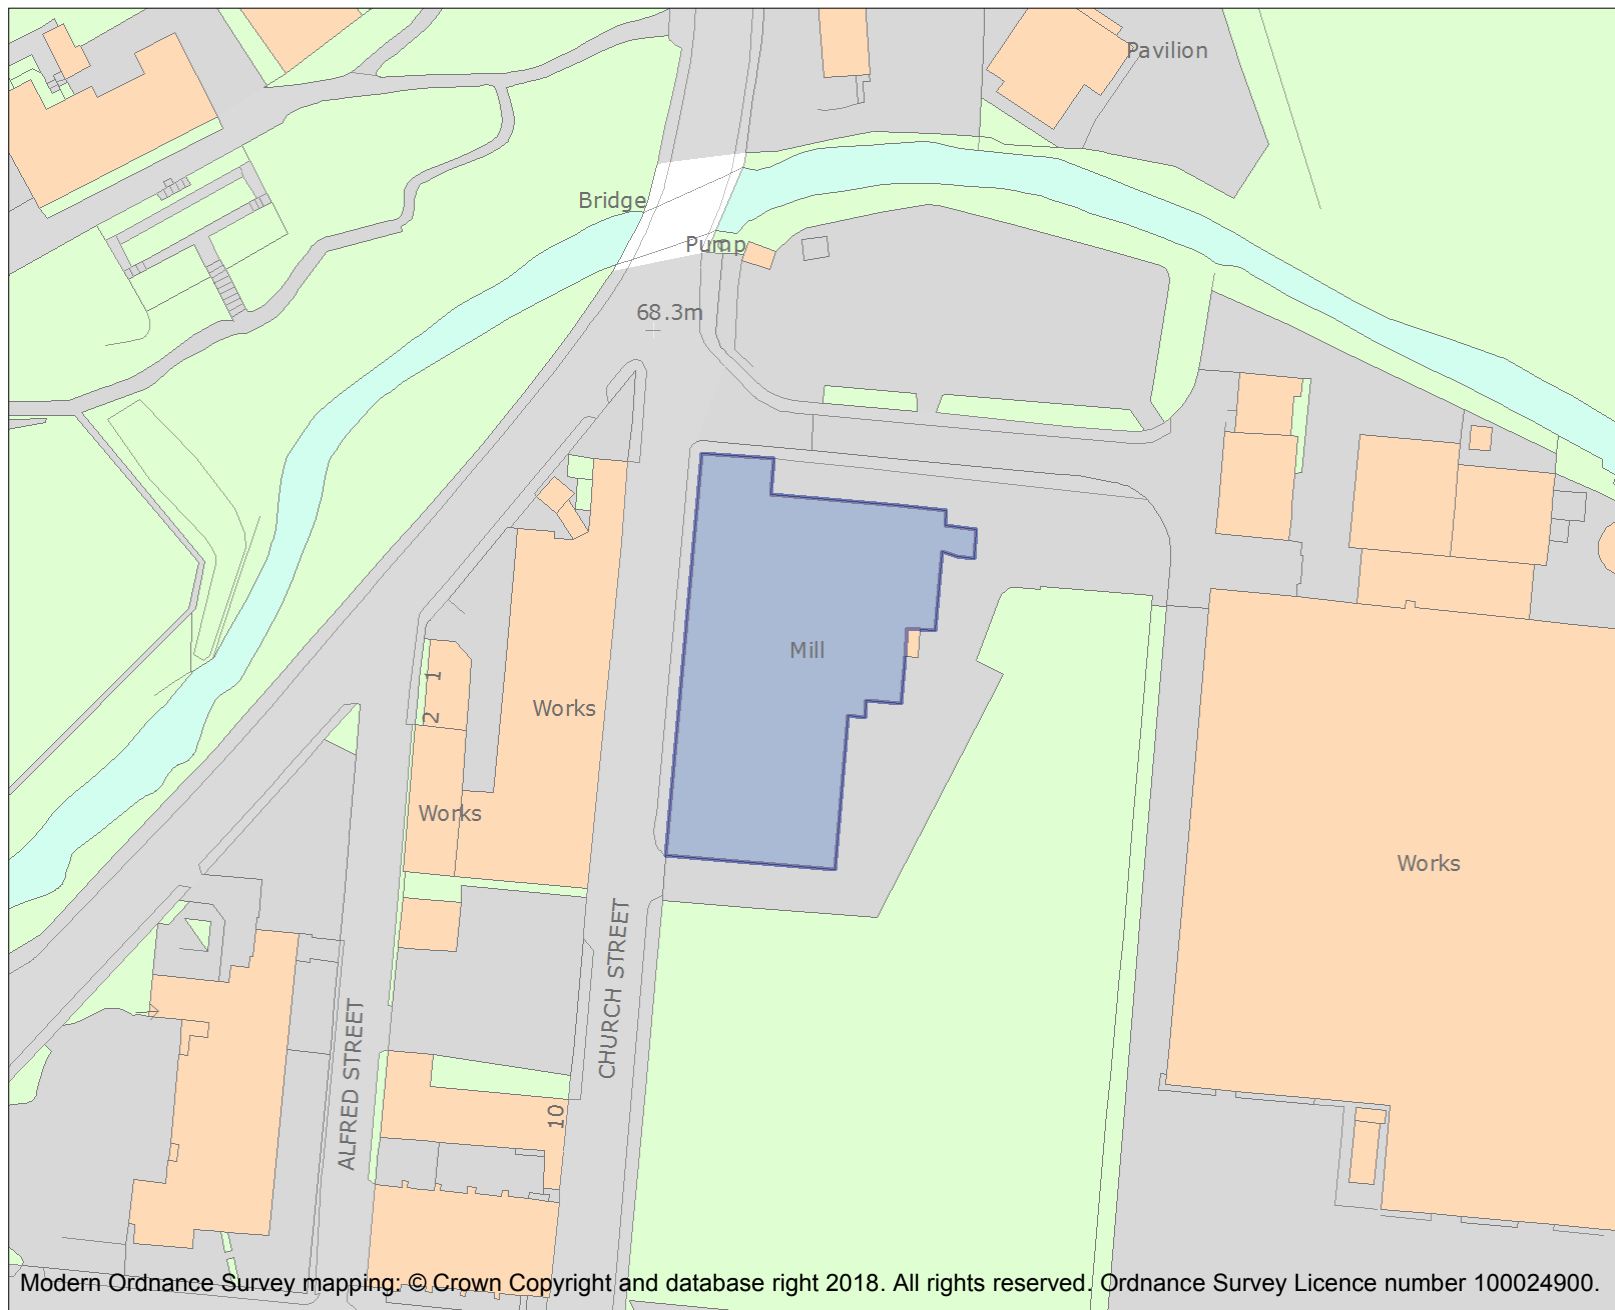 Pavilion
Bridge
Pump
68.3m
Mill
1
2
Works
Works
Works
CHURCH STREET
ALFRED STREET
10
Modern Ordnance Survey mapping: © Crown Copyright and database right 2018. All rights reserved. Ordnance Survey Licence number 100024900.